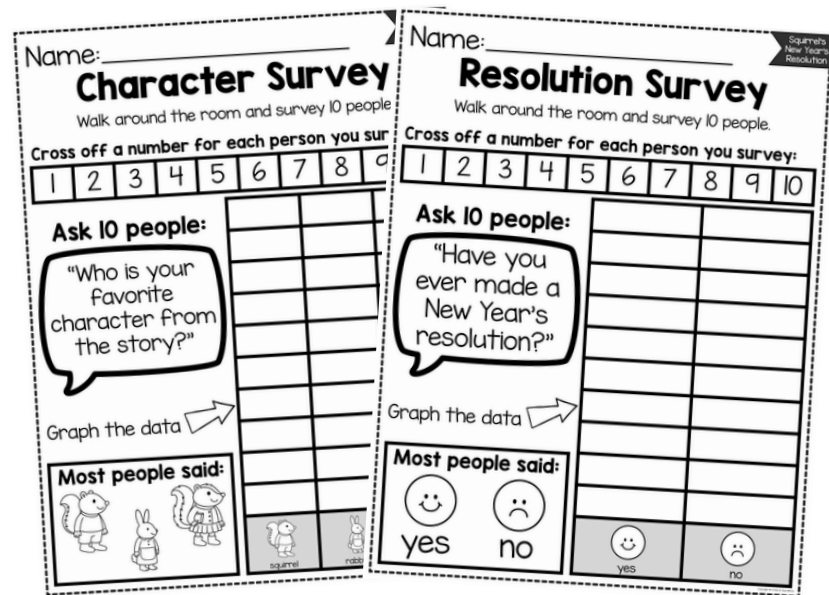 Name:
Character Survey
Walk around the room and survey 10 people
Cross off a number for each person you sur
1 2 3 4 5 6 7 8 9
Ask 10 people:
"Who is your
favorite
character from
the story?"
Graph the data
Most people said:
squirrel
rabb
Name:
Squirrel's
New Year's
Resolution
Resolution Survey
Walk around the room and survey 10 people.
Cross off a number for each person you survey:
1 2 3 4 5 6 7 8 9 10
Ask 10 people:
"Have you
ever made a
New Year's
resolution?"
Graph the data
Most people said:
yes no
yes no